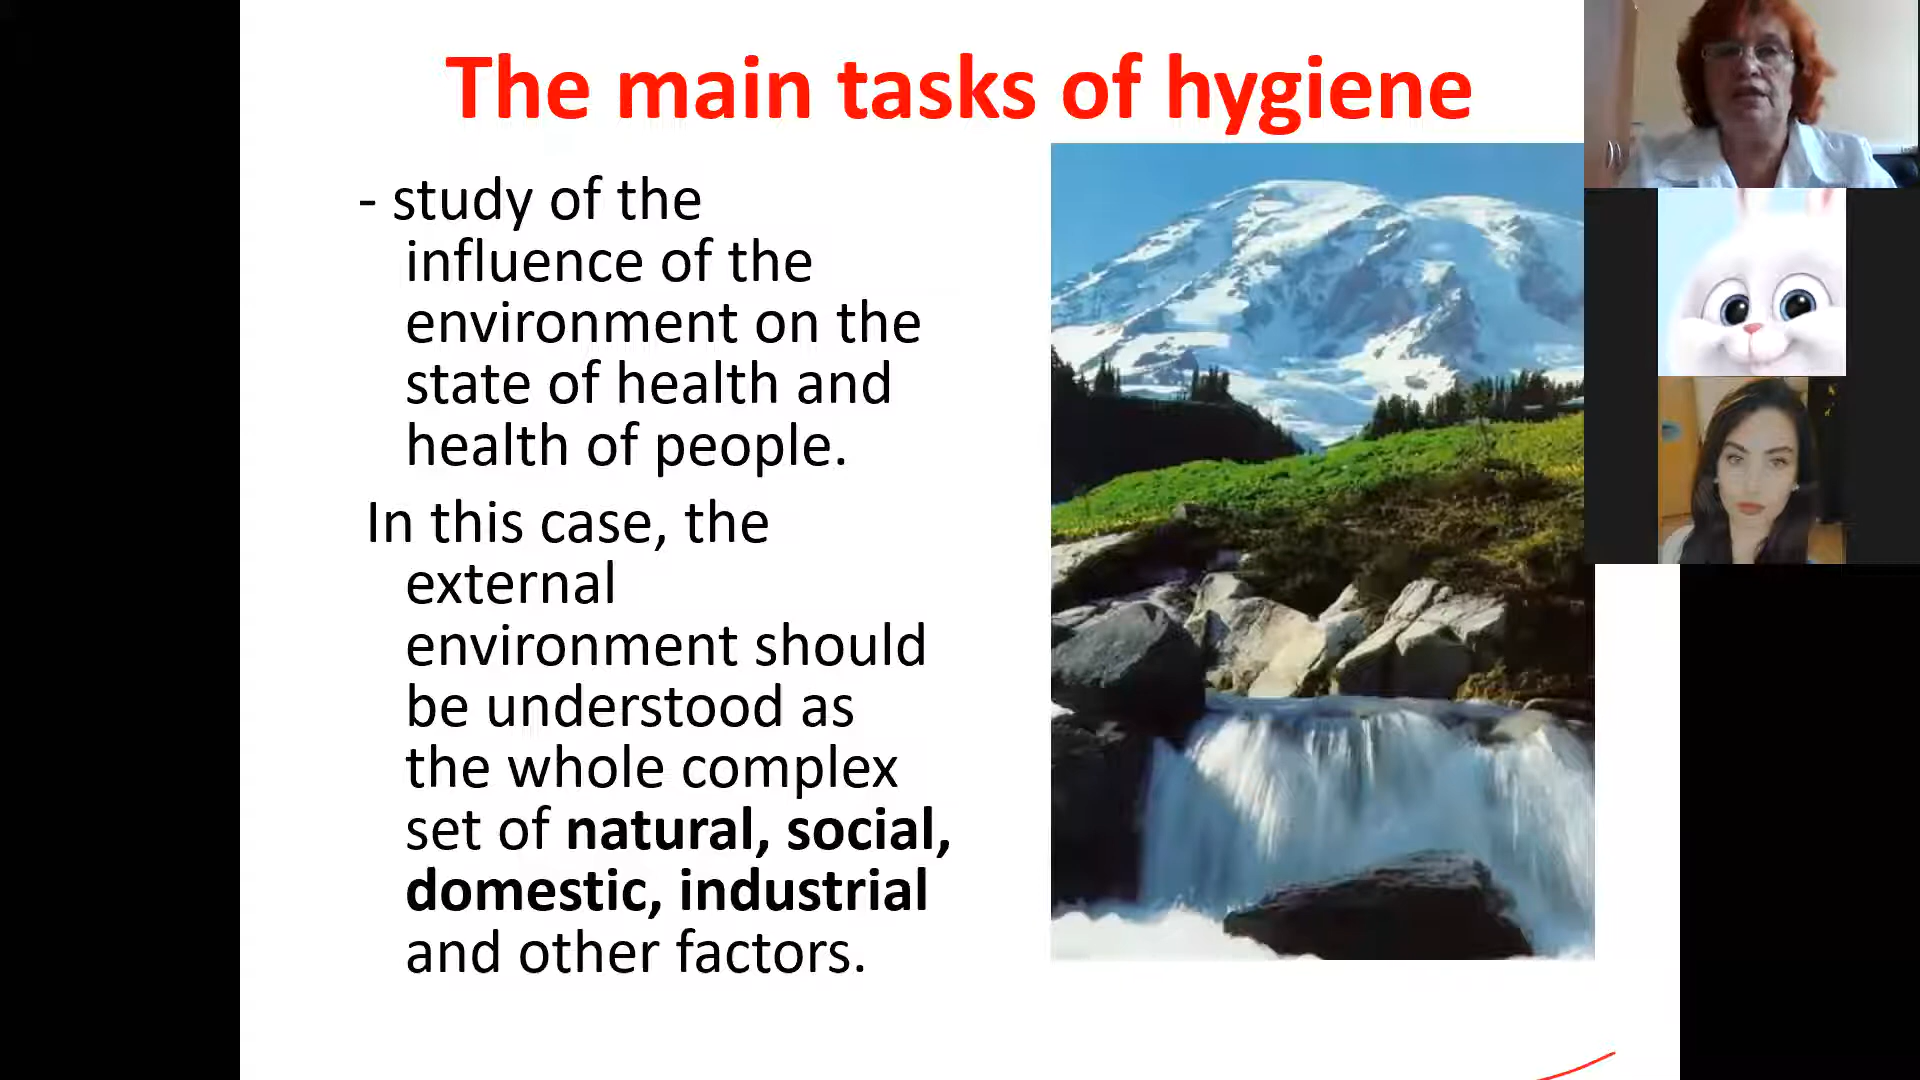 The main tasks of hygiene
- study of the
influence of the
environment on the
state of health and
health of people.
In this case, the
external
environment should
be understood as
the whole complex
set of natural, social,
domestic, industrial
and other factors.